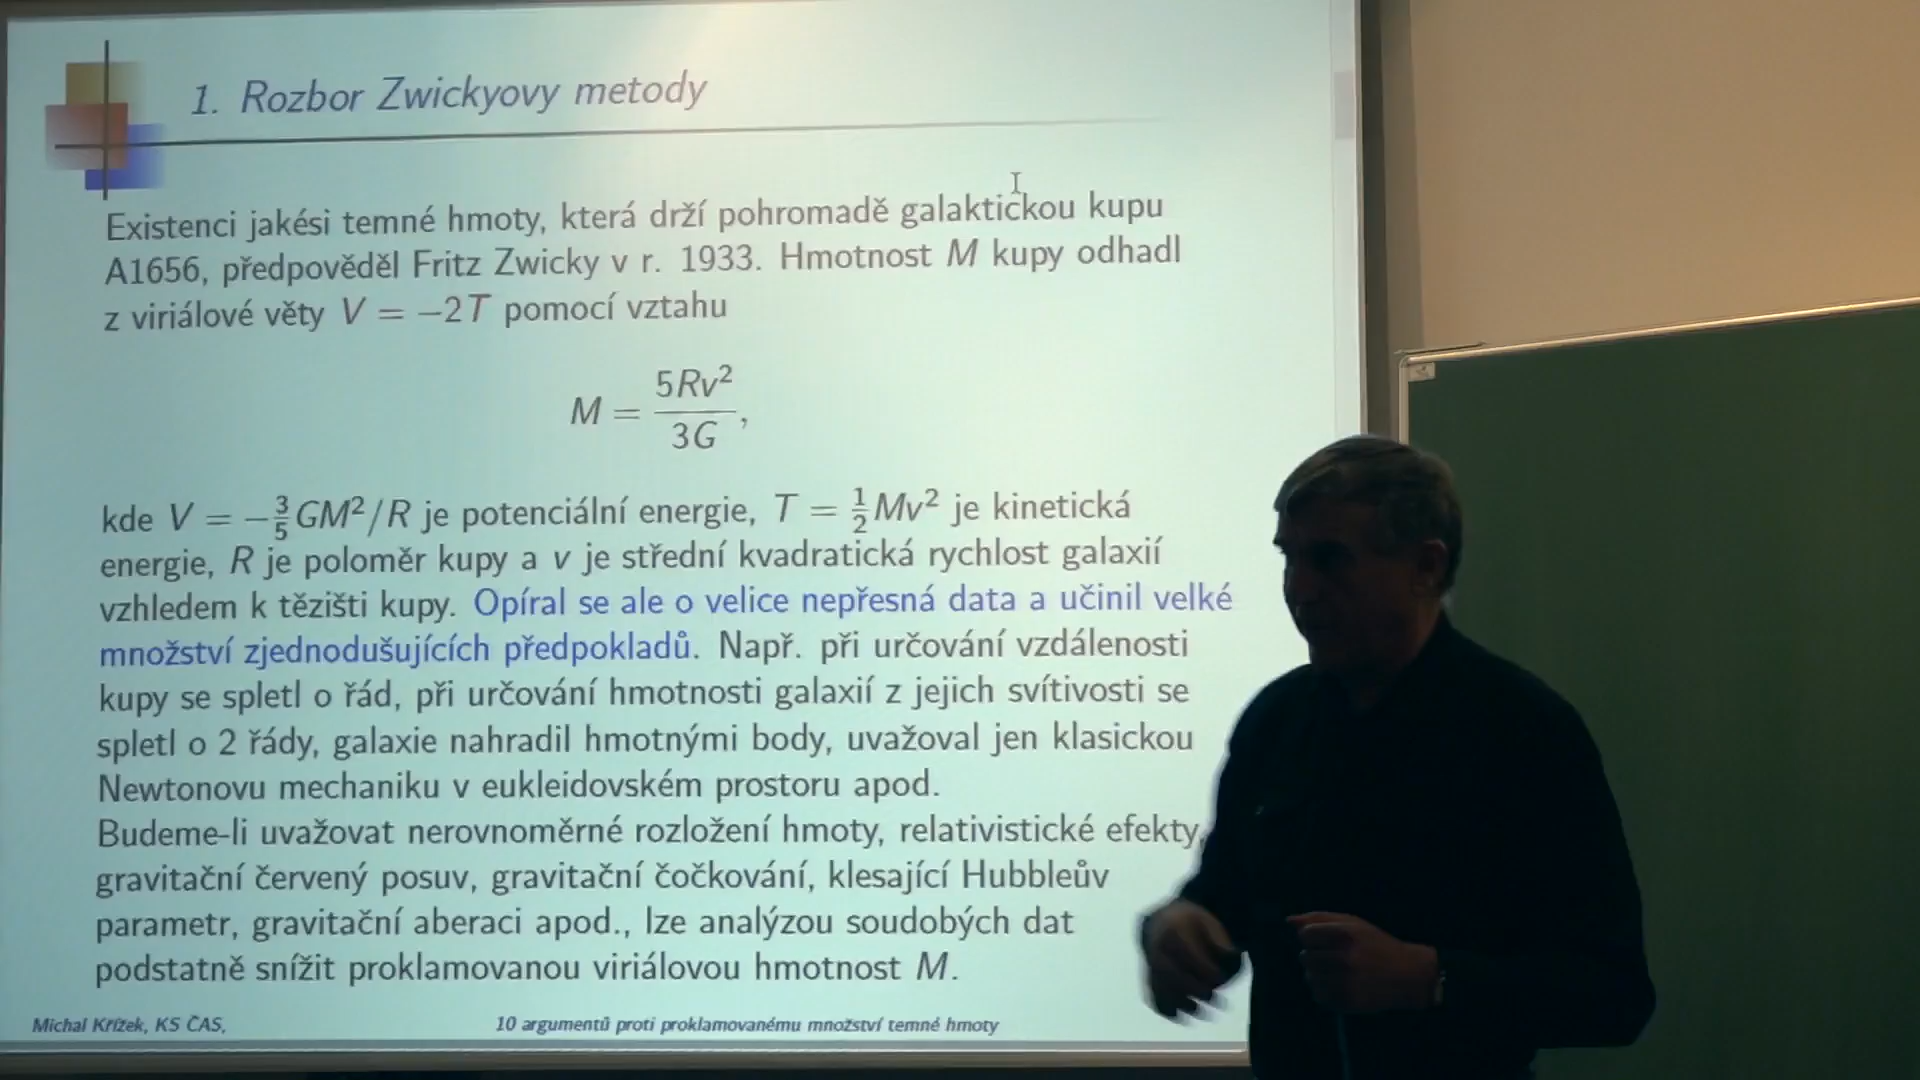 1. Rozbor Zwickyovy metody
Existenci jakési temné hmoty, která drží pohromadě galaktickou kupu
A1656, předpověděl Fritz Zwicky v r. 1933. Hmotnost M kupy odhadl
z viriálové věty V = −2T pomocí vztahu
M = 5Rv²/3G,
kde V = −3/5 GM²/R je potenciální energie, T = 1/2 Mv² je kinetická
energie, R je poloměr kupy a v je střední kvadratická rychlost galaxií
vzhledem k těžišti kupy. Opíral se ale o velice nepřesná data a učinil velké
množství zjednodušujících předpokladů. Např. při určování vzdálenosti
kupy se spletl o řád, při určování hmotnosti galaxií z jejich svítivosti se
spletl o 2 řády, galaxie nahradil hmotnými body, uvažoval jen klasickou
Newtonovu mechaniku v eukleidovském prostoru apod.
Budeme-li uvažovat nerovnoměrné rozložení hmoty, relativistické efekty,
gravitační červený posuv, gravitační čočkování, klesající Hubbleův
parametr, gravitační aberaci apod., lze analýzou soudobých dat
podstatně snížit proklamovanou viriálovou hmotnost M.
Michal Křížek, KS ČAS,
10 argumentů proti proklamovanému množství temné hmoty